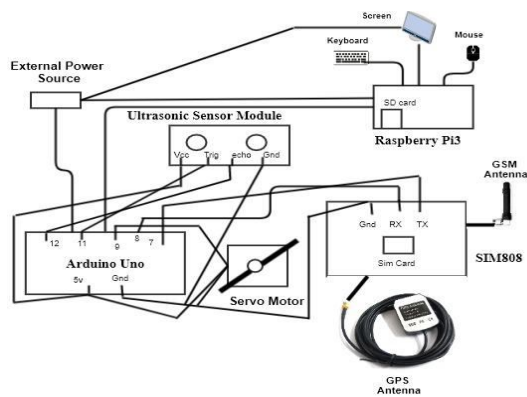 Screen
Keyboard
Mouse
External Power
Source
SD card
Ultrasonic Sensor Module
Raspberry Pi3
Vcc Trig echo Gnd
GSM
Antenna
Gnd RX TX
12 11 9 8 7
Arduino Uno
Sim Card
SIM808
5v Gnd
Servo Motor
GPS
Antenna